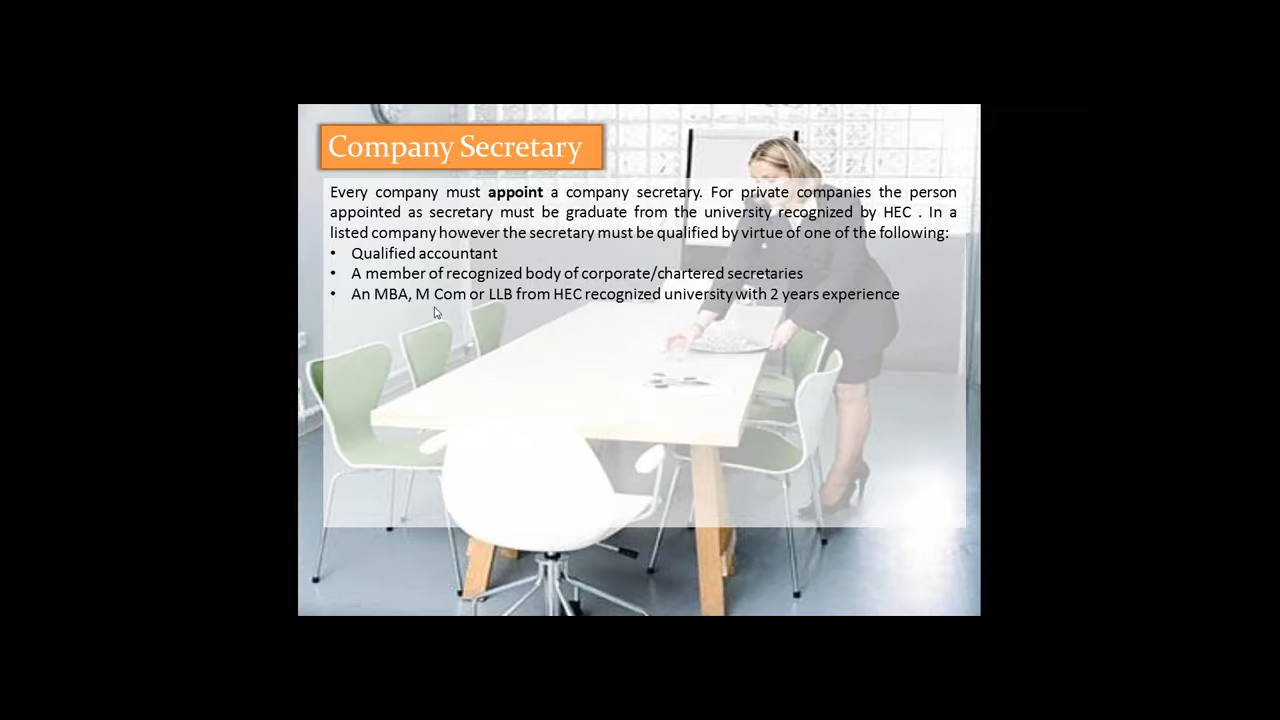 Company Secretary
Every company must appoint a company secretary. For private companies the person
appointed as secretary must be graduate from the university recognized by HEC . In a
listed company however the secretary must be qualified by virtue of one of the following:
• Qualified accountant
• A member of recognized body of corporate/chartered secretaries
• An MBA, M Com or LLB from HEC recognized university with 2 years experience